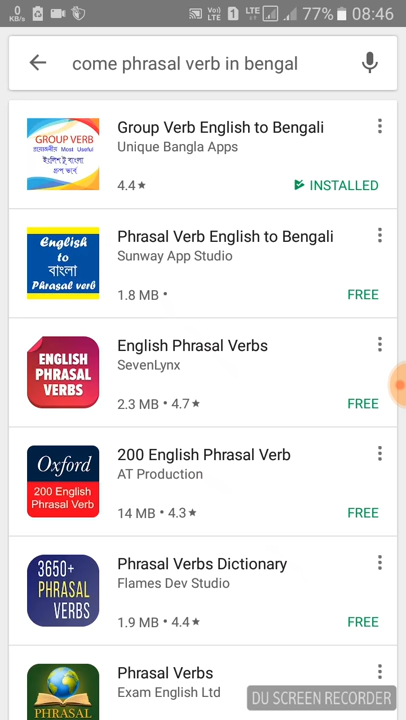 0 KB/s VoI) LTE 1 LTE 77% 08:46
come phrasal verb in bengal
GROUP VERB
প্রয়োজনীয় Most Useful
ইংলিশ টু বাংলা
গ্রুপ ভার্ব
Group Verb English to Bengali
Unique Bangla Apps
4.4★
INSTALLED
English
to
বাংলা
Phrasal verb
Phrasal Verb English to Bengali
Sunway App Studio
1.8 MB •
FREE
ENGLISH
PHRASAL
VERBS
English Phrasal Verbs
SevenLynx
2.3 MB • 4.7★
FREE
Oxford
200 English
Phrasal Verb
200 English Phrasal Verb
AT Production
14 MB • 4.3★
FREE
3650+
PHRASAL
VERBS
Phrasal Verbs Dictionary
Flames Dev Studio
1.9 MB • 4.4★
FREE
PHRASAL
Phrasal Verbs
Exam English Ltd
DU SCREEN RECORDER